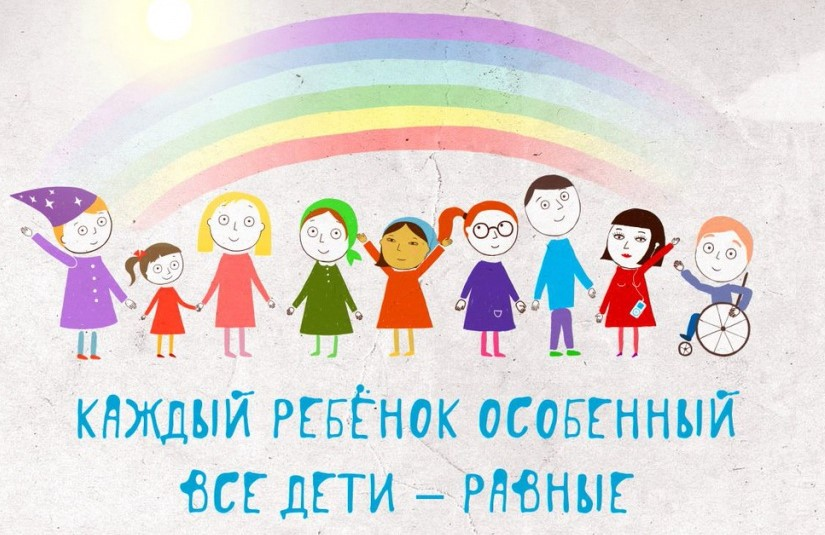 КАЖДЫЙ РЕБЁНОК ОСОБЕННЫЙ
ВСЕ ДЕТИ – РАВНЫЕ